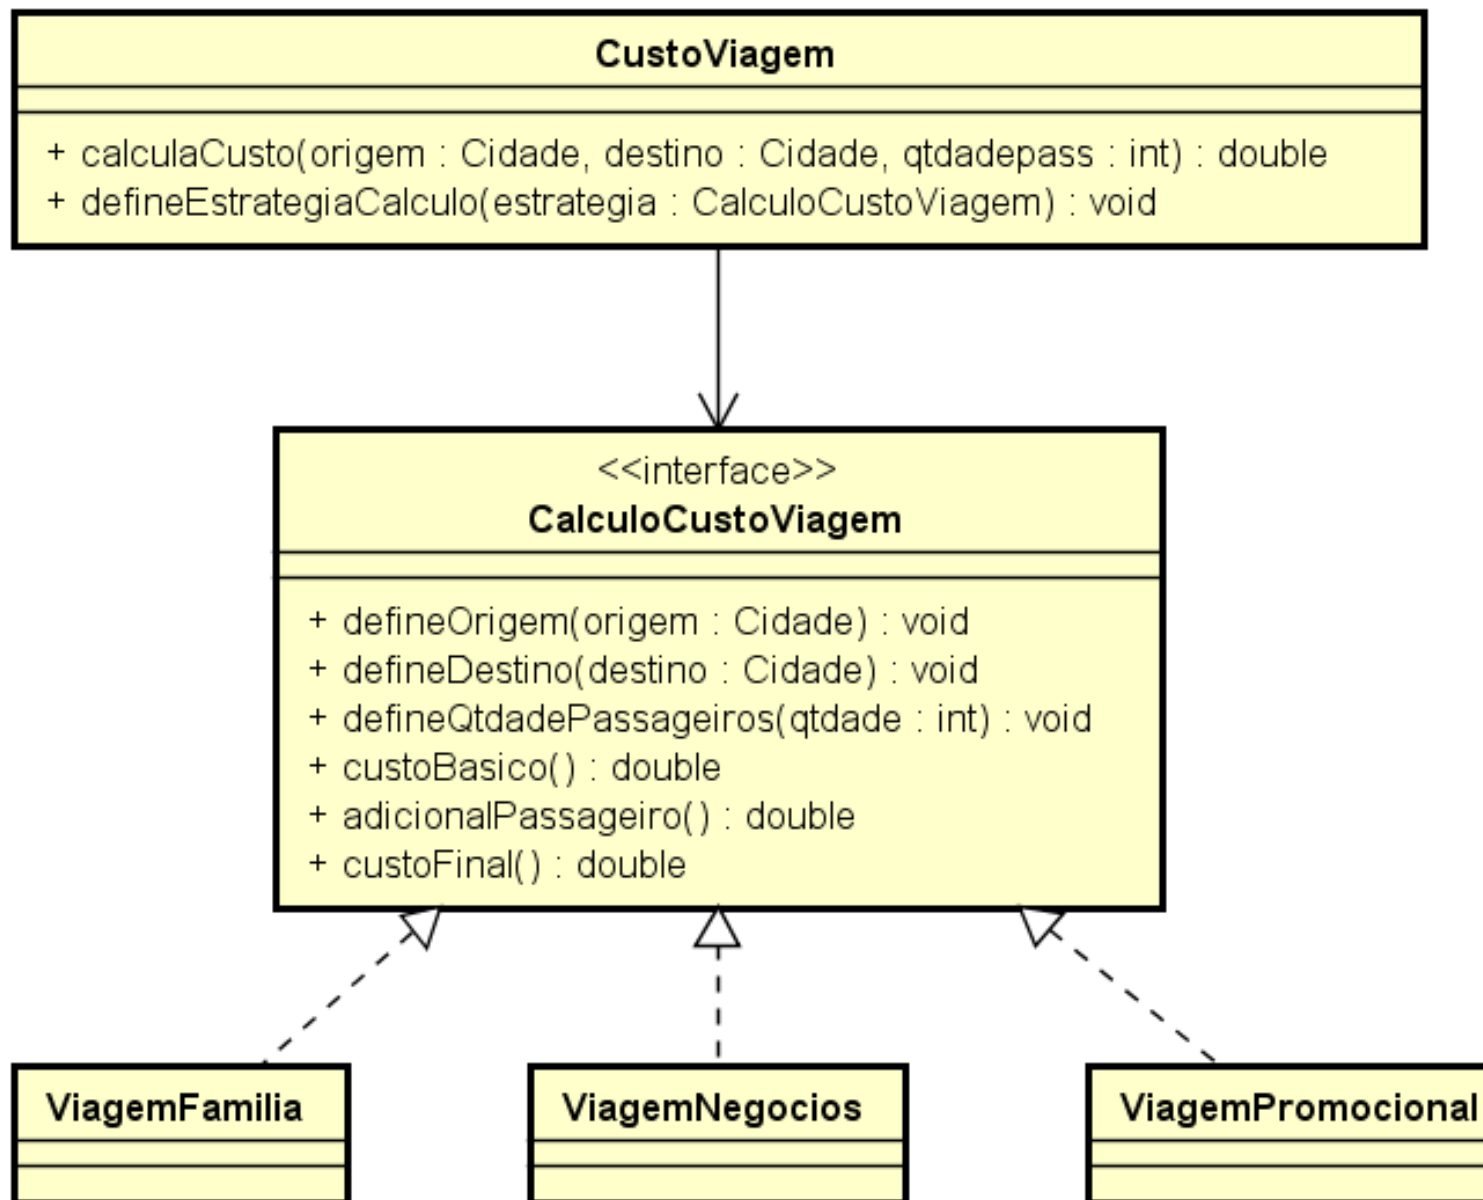 CustoViagem
+ calculaCusto(origem : Cidade, destino : Cidade, qtdadepass : int) : double
+ defineEstrategiaCalculo(estrategia : CalculoCustoViagem) : void
<<interface>>
CalculoCustoViagem
+ defineOrigem(origem : Cidade) : void
+ defineDestino(destino : Cidade) : void
+ defineQtdadePassageiros(qtdade : int) : void
+ custoBasico() : double
+ adicionalPassageiro() : double
+ custoFinal() : double
ViagemFamilia
ViagemNegocios
ViagemPromocional